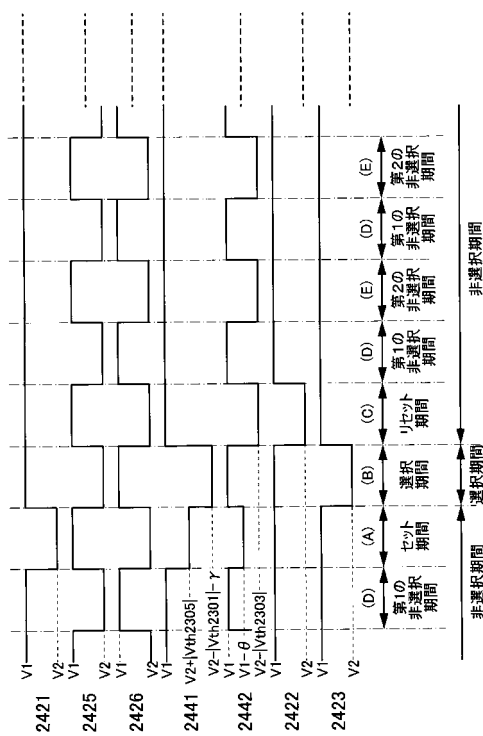 2421
V1
V2
2425
V1
V2
2426
V1
V2
2441
V1
V2+|Vth2305|
V2-|Vth2301|-γ
2442
V1
V1-θ
V2-|Vth2303|
2422
V1
V2
2423
V1
V2
(D)
第1の
非選択
期間
(A)
セット
期間
(B)
選択
期間
(C)
リセット
期間
(D)
第1の
非選択
期間
(E)
第2の
非選択
期間
(D)
第1の
非選択
期間
(E)
第2の
非選択
期間
非選択期間
選択期間
非選択期間